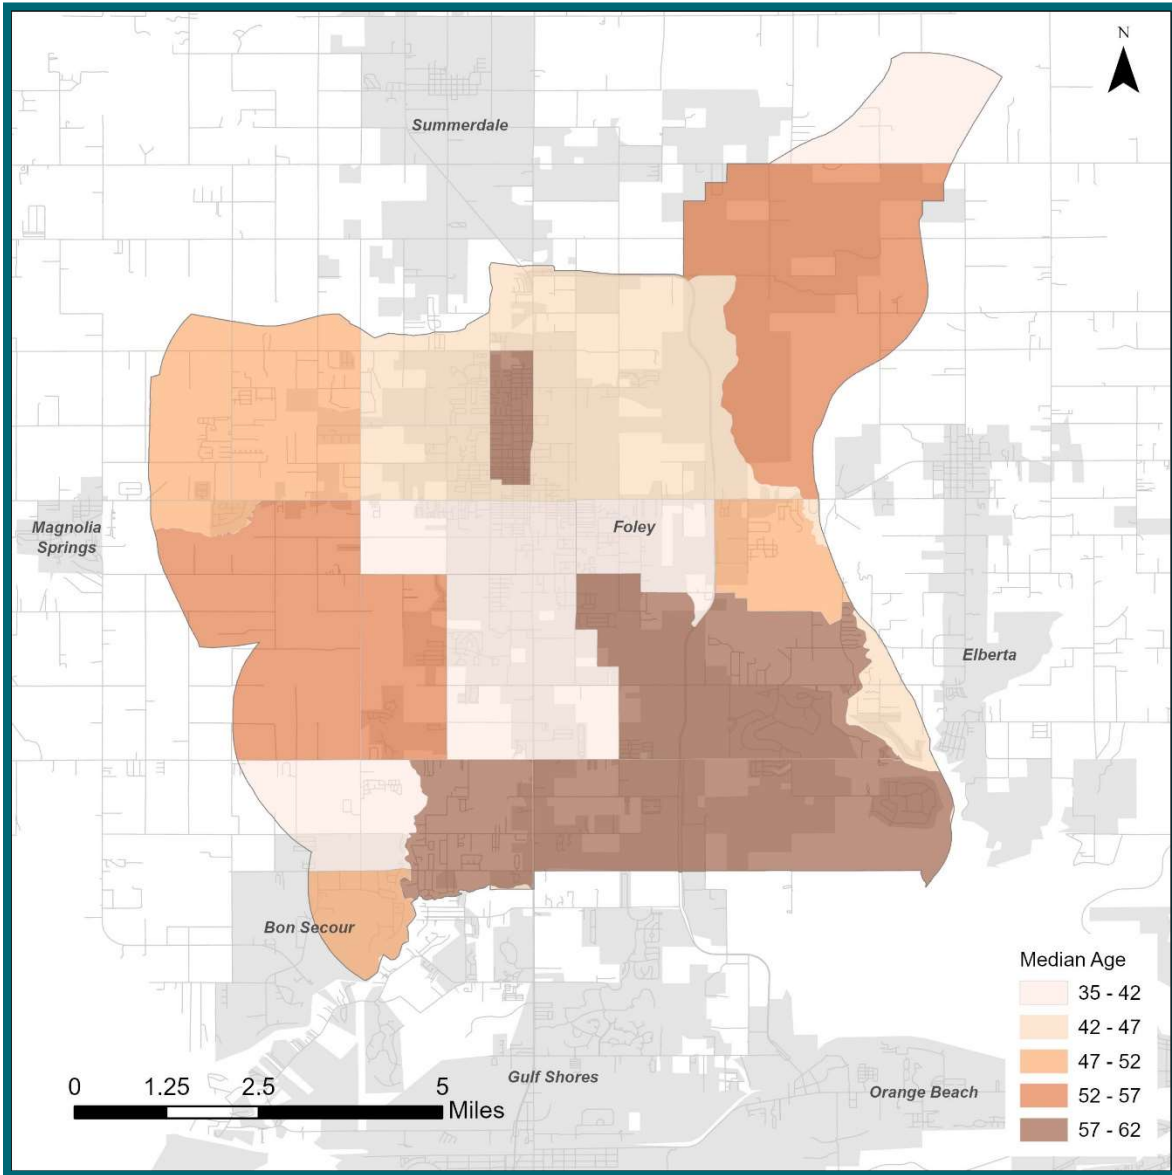 N
Summerdale
Magnolia
Springs
Foley
Elberta
Bon Secour
Gulf Shores
Orange Beach
Median Age
35 - 42
42 - 47
47 - 52
52 - 57
57 - 62
0 1.25 2.5 5
Miles